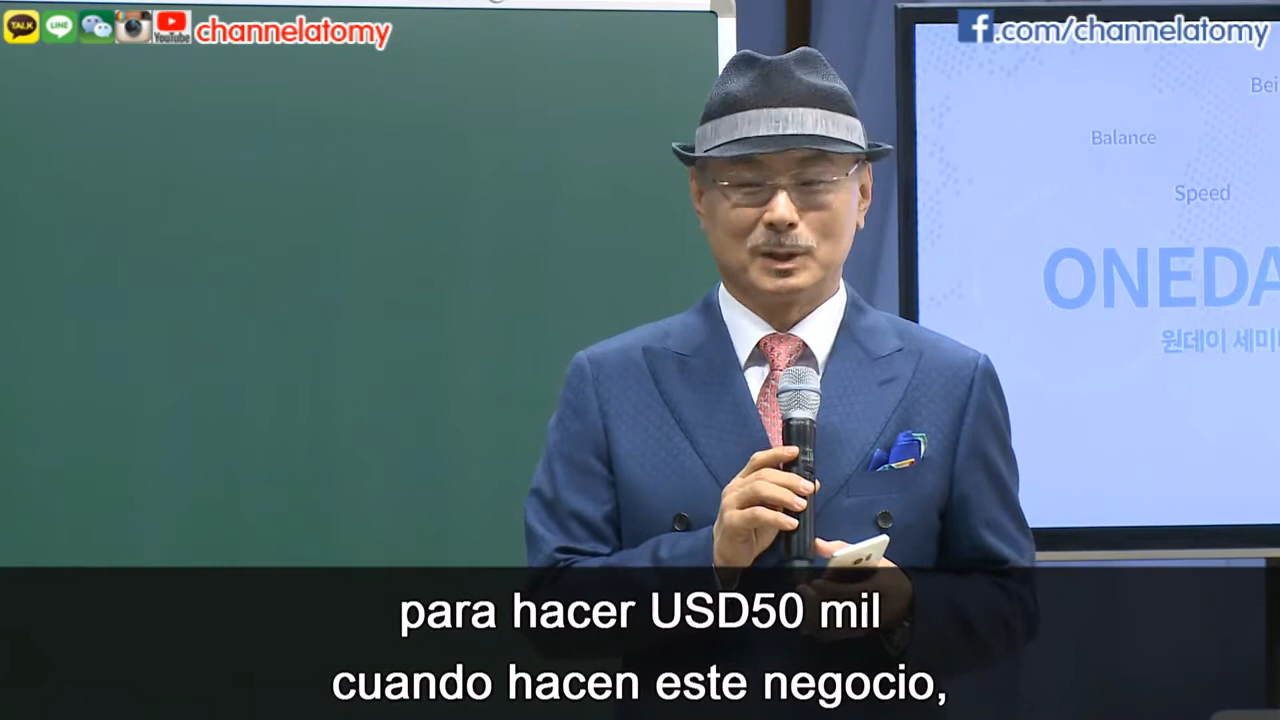 TALK
LINE
YouTube
channelatomy
f.com/channelatomy
Bei
Balance
Speed
ONEDA
원데이 세미
para hacer USD50 mil
cuando hacen este negocio,